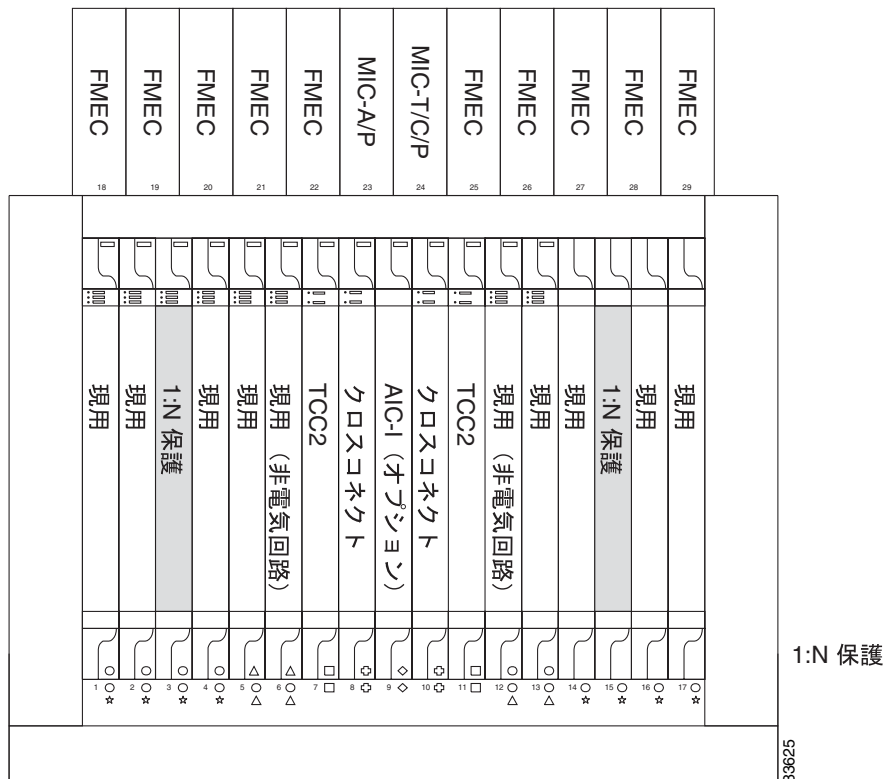 FMEC
FMEC
FMEC
FMEC
FMEC
MIC-A/P
MIC-T/C/P
FMEC
FMEC
FMEC
FMEC
FMEC
18
19
20
21
22
23
24
25
26
27
28
29
現用
現用
1:N 保護
現用
現用
現用 (非電気回路)
TCC2
クロスコネクト
AIC-I (オプション)
クロスコネクト
TCC2
現用 (非電気回路)
現用
現用
1:N 保護
現用
現用
1
2
3
4
5
6
7
8
9
10
11
12
13
14
15
16
17
1:N 保護